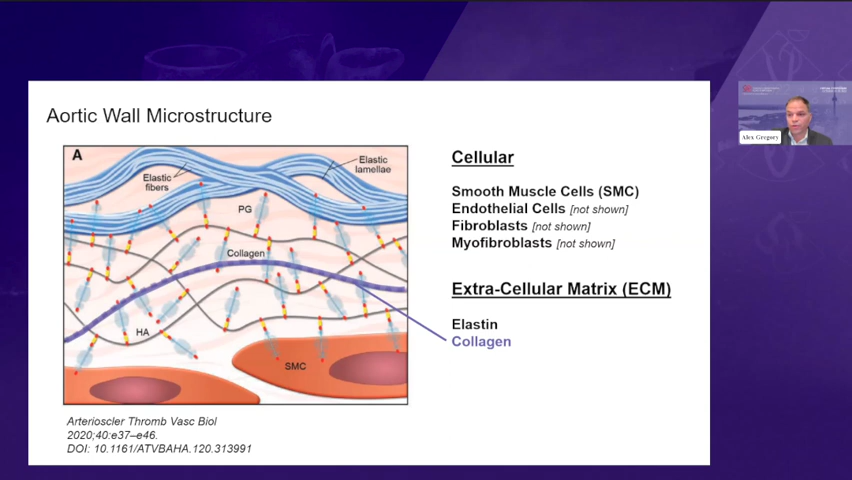 Aortic Wall Microstructure
A
Elastic
fibers
Elastic
lamellae
PG
Collagen
HA
SMC
Cellular
Smooth Muscle Cells (SMC)
Endothelial Cells [not shown]
Fibroblasts [not shown]
Myofibroblasts [not shown]
Extra-Cellular Matrix (ECM)
Elastin
Collagen
Arterioscler Thromb Vasc Biol
2020;40:e37–e46.
DOI: 10.1161/ATVBAHA.120.313991
Alex Gregory